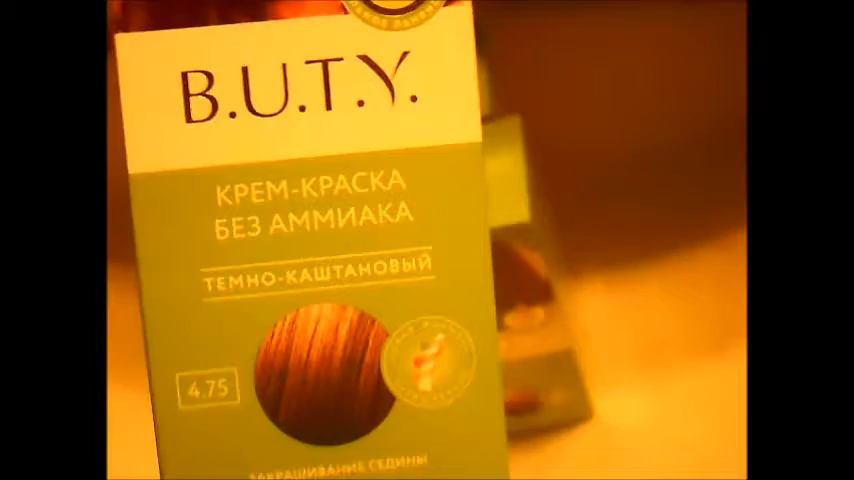 B.U.T.Y.
КРЕМ-КРАСКА
БЕЗ АММИАКА
ТЕМНО-КАШТАНОВЫЙ
4.75
ЗАКРАШИВАНИЕ СЕДИНЫ